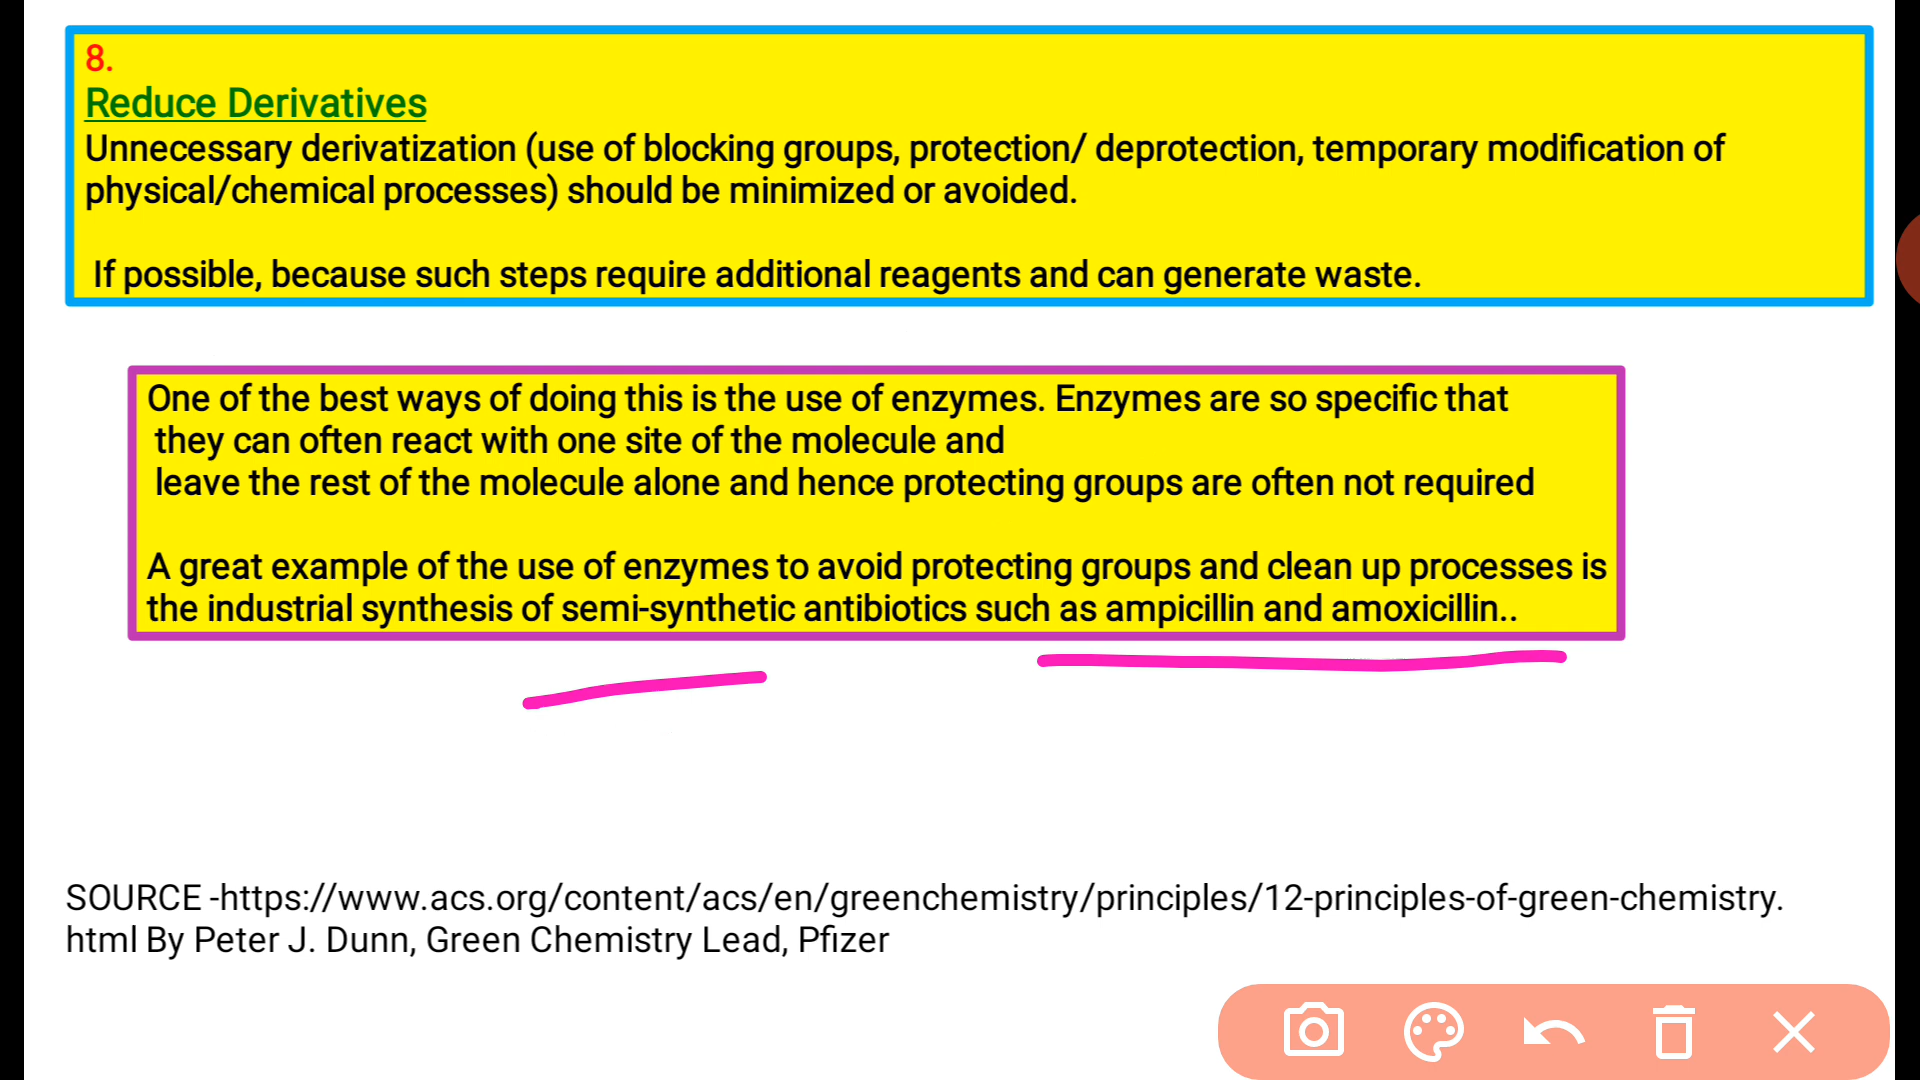 8.
Reduce Derivatives
Unnecessary derivatization (use of blocking groups, protection/ deprotection, temporary modification of
physical/chemical processes) should be minimized or avoided.
If possible, because such steps require additional reagents and can generate waste.
One of the best ways of doing this is the use of enzymes. Enzymes are so specific that
they can often react with one site of the molecule and
leave the rest of the molecule alone and hence protecting groups are often not required
A great example of the use of enzymes to avoid protecting groups and clean up processes is
the industrial synthesis of semi-synthetic antibiotics such as ampicillin and amoxicillin..
SOURCE -https://www.acs.org/content/acs/en/greenchemistry/principles/12-principles-of-green-chemistry.
html By Peter J. Dunn, Green Chemistry Lead, Pfizer